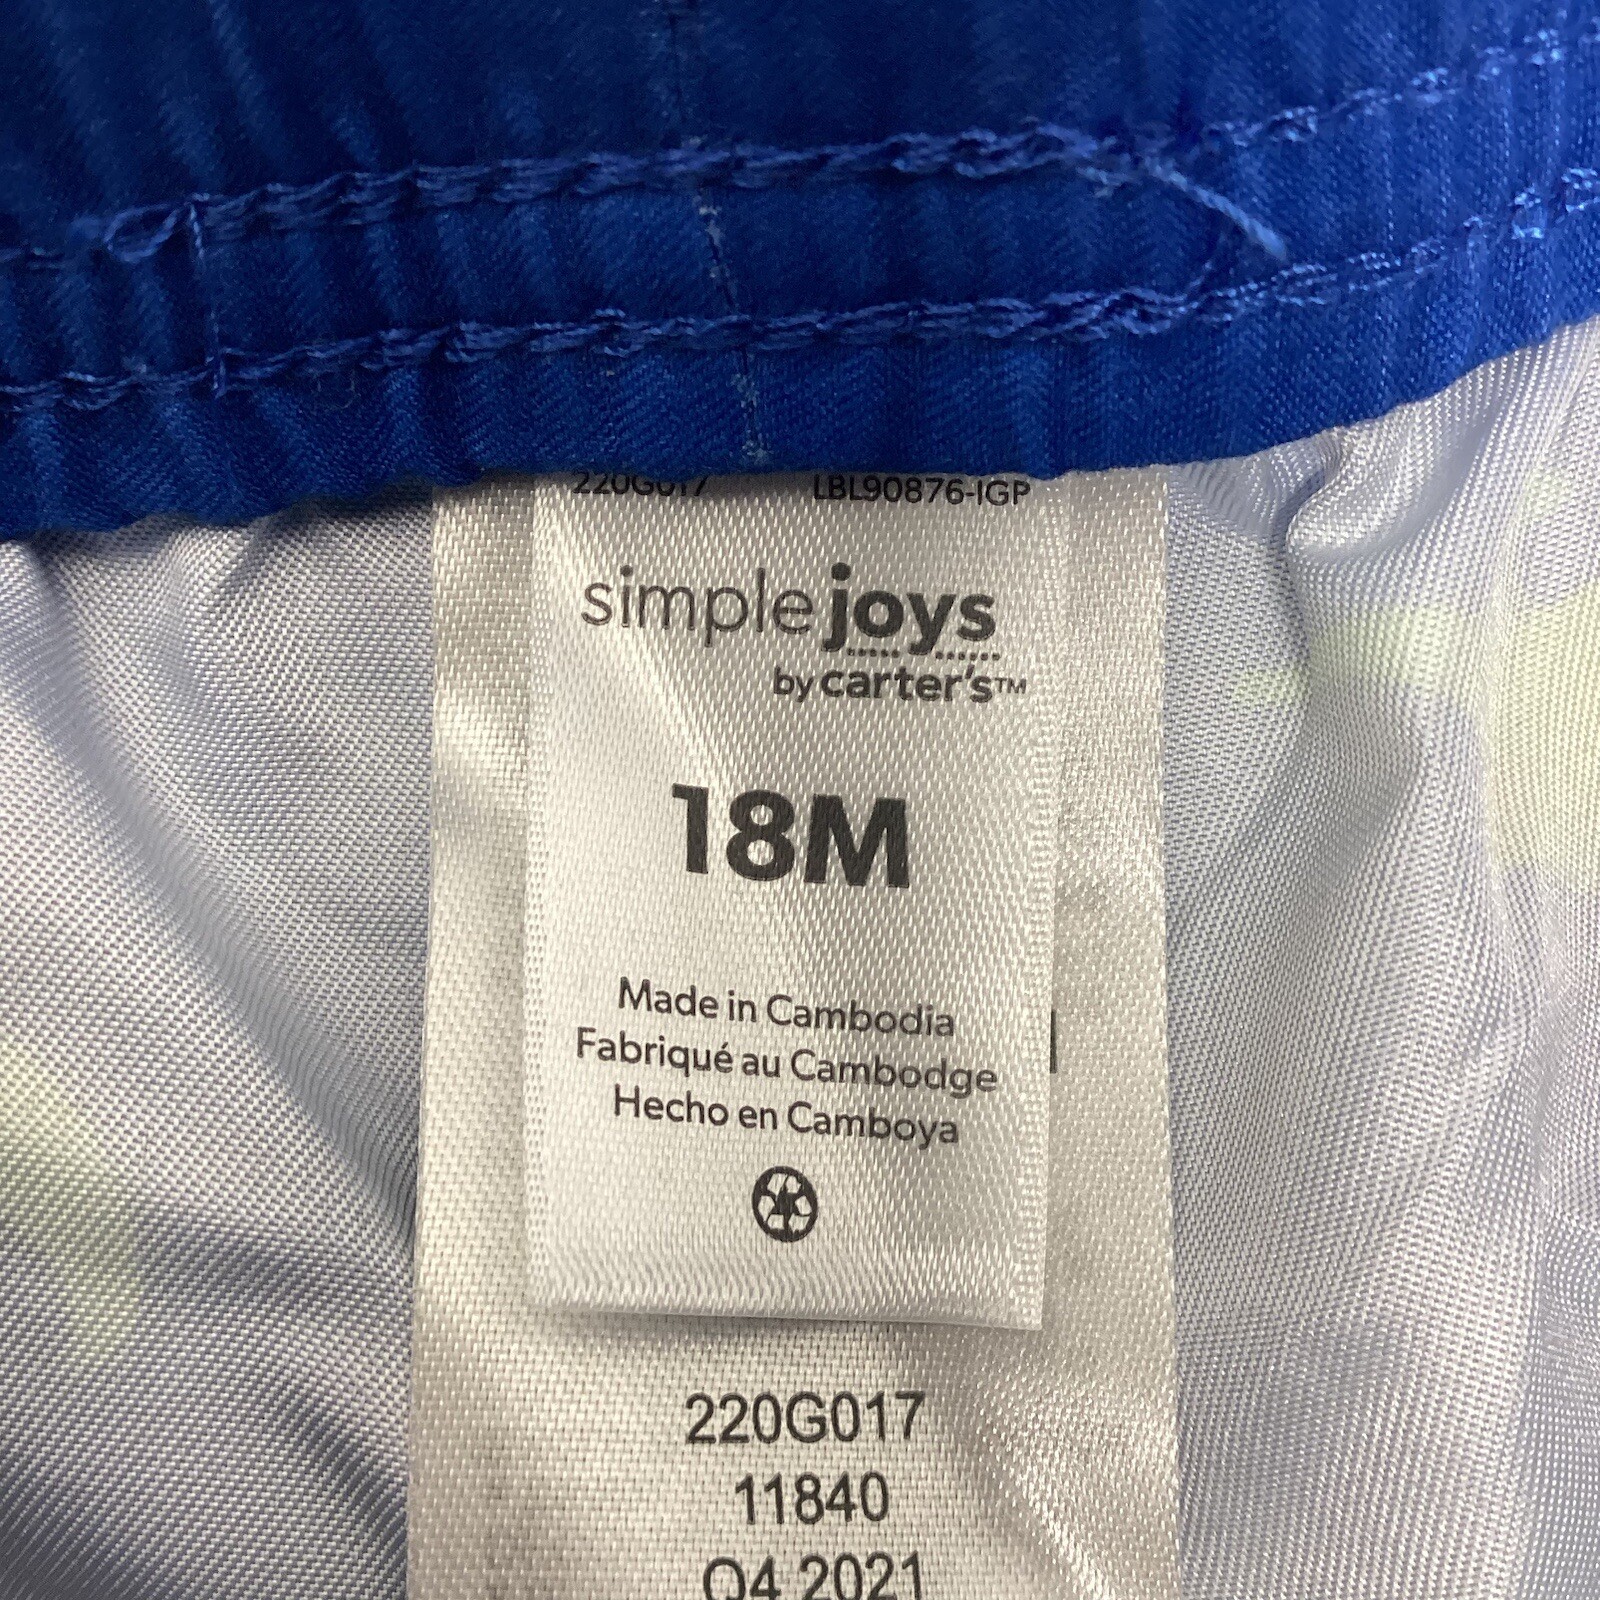 220G017 LBL90876-IGP
simple joys
by carter's™
18M
Made in Cambodia
Fabriqué au Cambodge
Hecho en Camboya
220G017
11840
Q4 2021